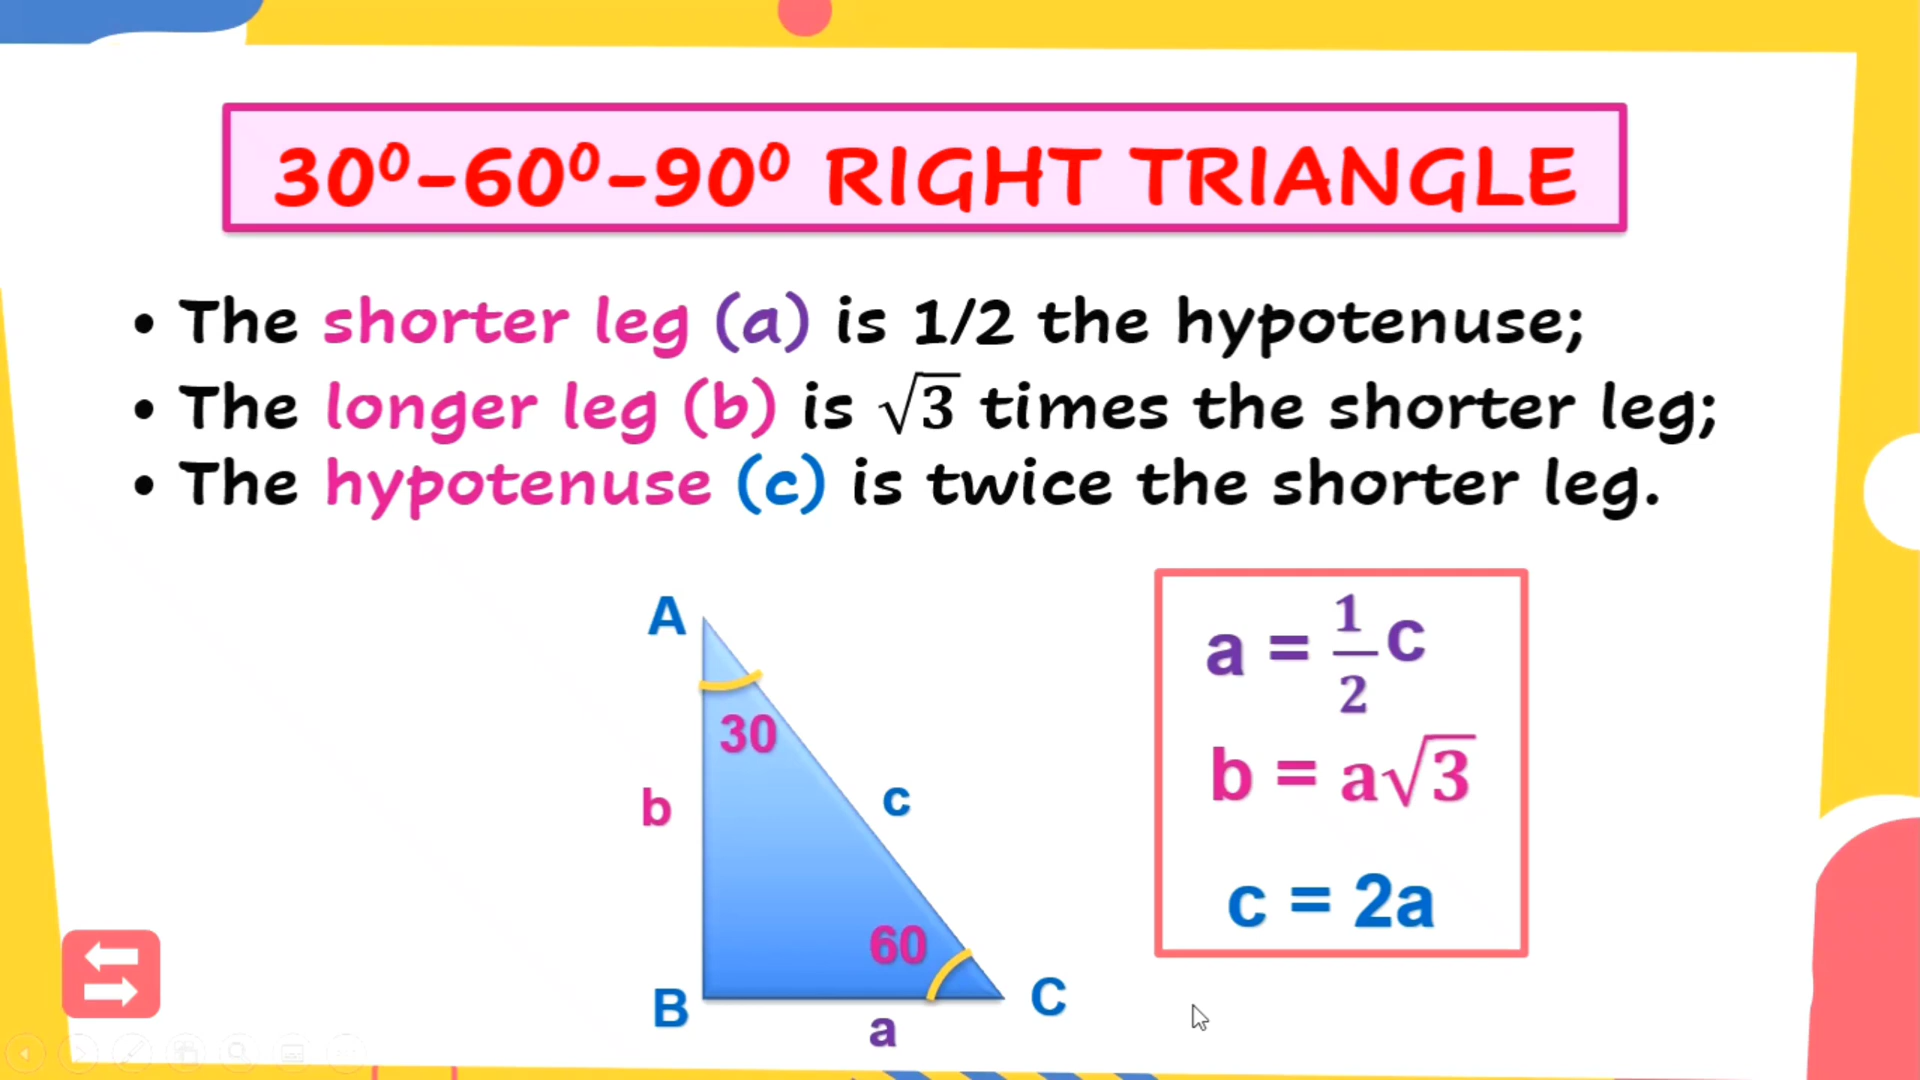 30⁰-60⁰-90⁰ RIGHT TRIANGLE
• The shorter leg (a) is 1/2 the hypotenuse;
• The longer leg (b) is √3 times the shorter leg;
• The hypotenuse (c) is twice the shorter leg.
A
30
b
c
60
B
C
a
a = 1/2 c
b = a√3
c = 2a